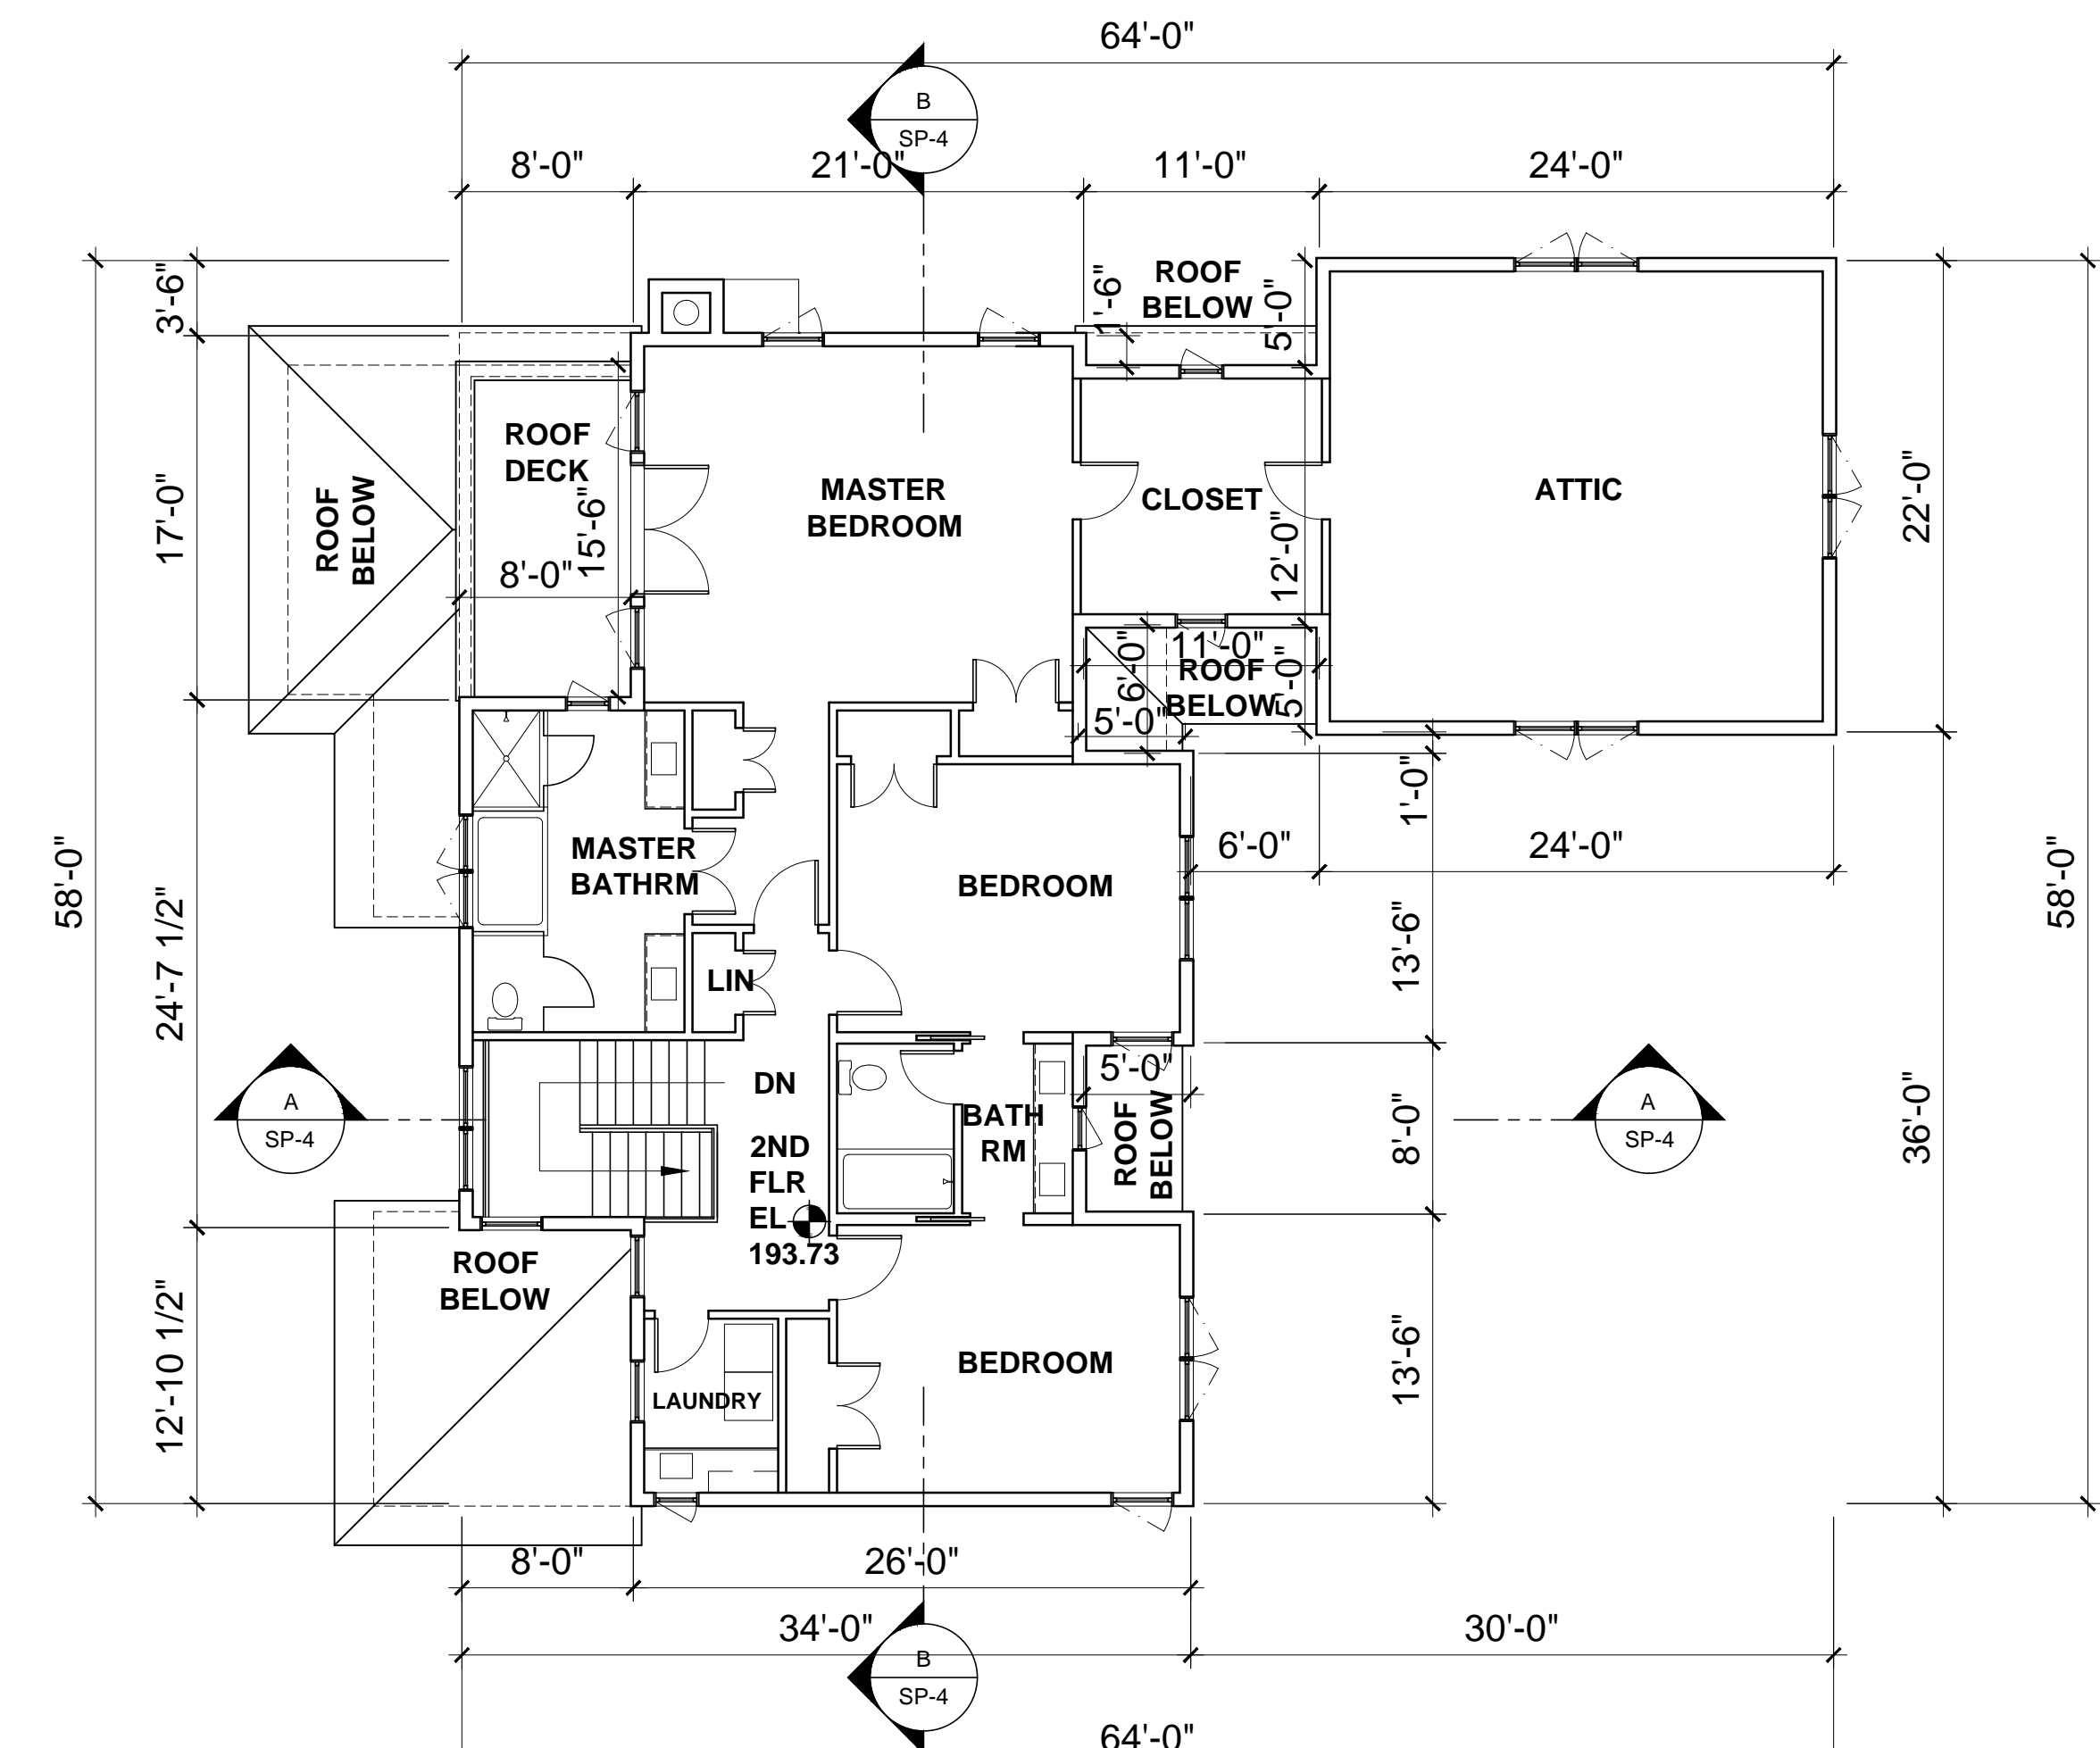 64'-0"
B
SP-4
8'-0"
21'-0"
11'-0"
24'-0"
3'-6"
1'-6"
ROOF
BELOW
5'-0"
ROOF
DECK
ROOF
BELOW
17'-0"
15'-6"
8'-0"
MASTER
BEDROOM
CLOSET
ATTIC
12'-0"
22'-0"
11'-0"
6'-0"
ROOF
BELOW
5'-0"
5'-0"
1'-0"
6'-0"
24'-0"
58'-0"
58'-0"
MASTER
BATHRM
BEDROOM
24'-7 1/2"
13'-6"
LIN
DN
5'-0"
A
SP-4
A
SP-4
BATH
RM
ROOF
BELOW
8'-0"
36'-0"
2ND
FLR
EL
193.73
ROOF
BELOW
12'-10 1/2"
BEDROOM
13'-6"
LAUNDRY
8'-0"
26'-0"
34'-0"
30'-0"
B
SP-4
64'-0"